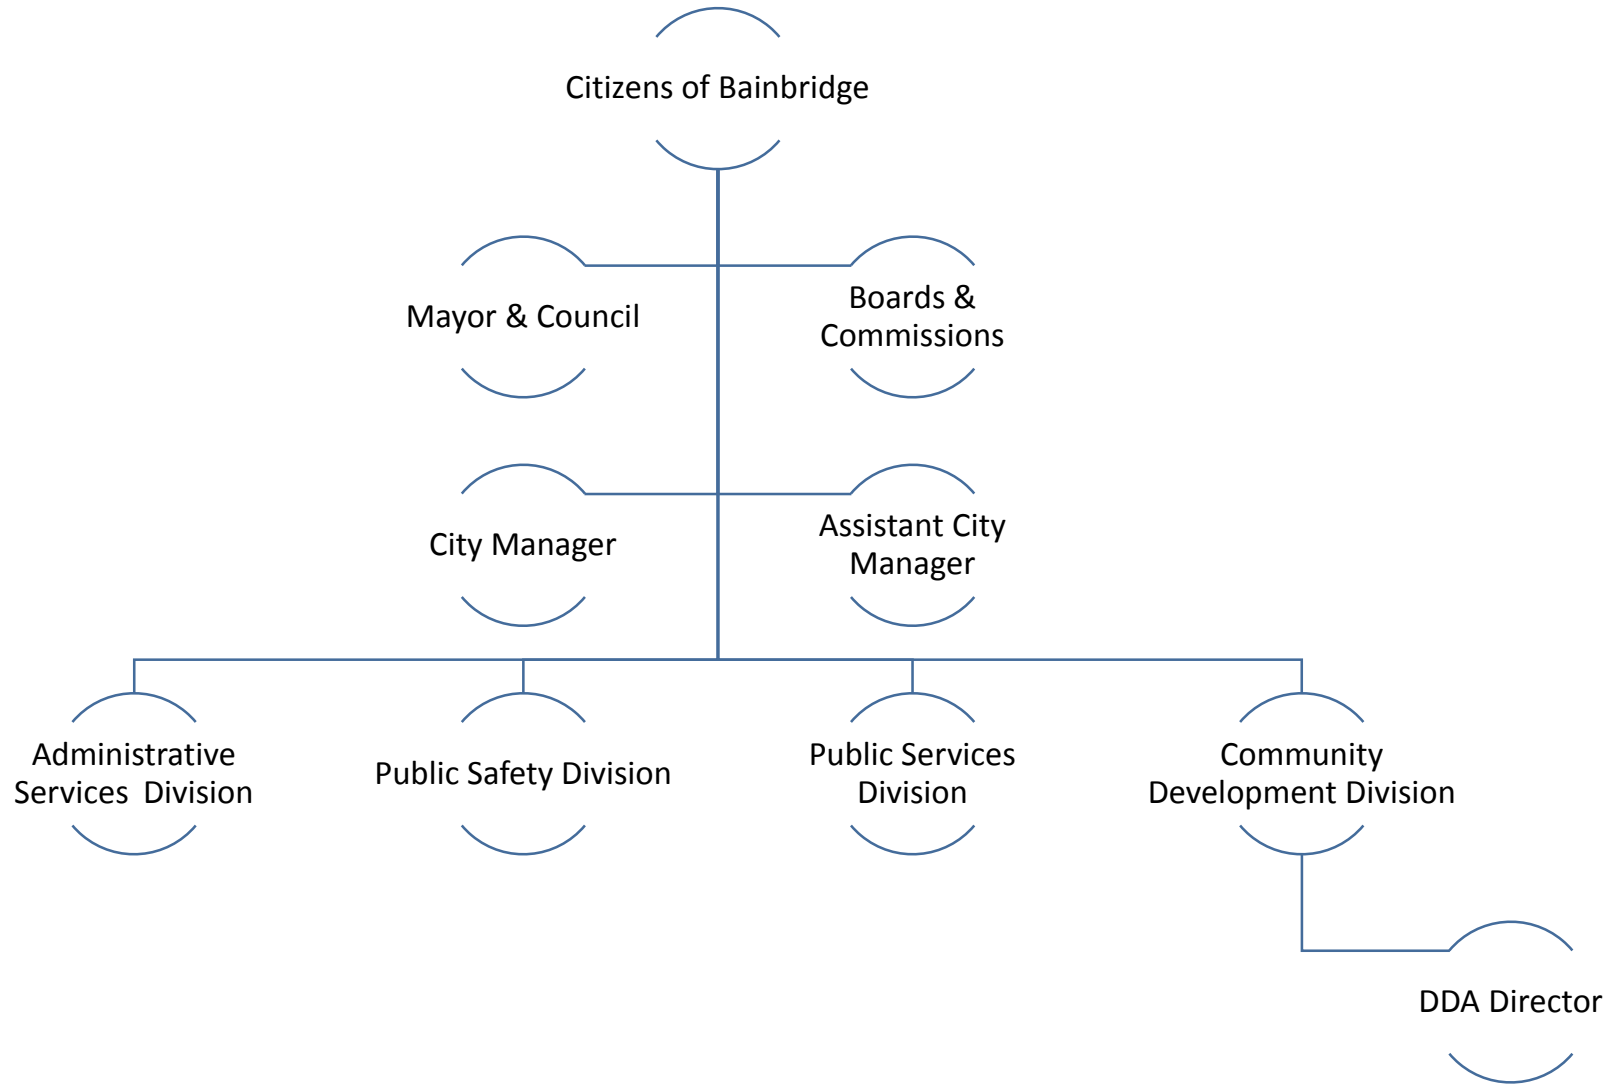 Citizens of Bainbridge
Mayor & Council
Boards &
Commissions
City Manager
Assistant City
Manager
Administrative
Services  Division
Public Safety Division
Public Services
Division
Community
Development Division
DDA Director